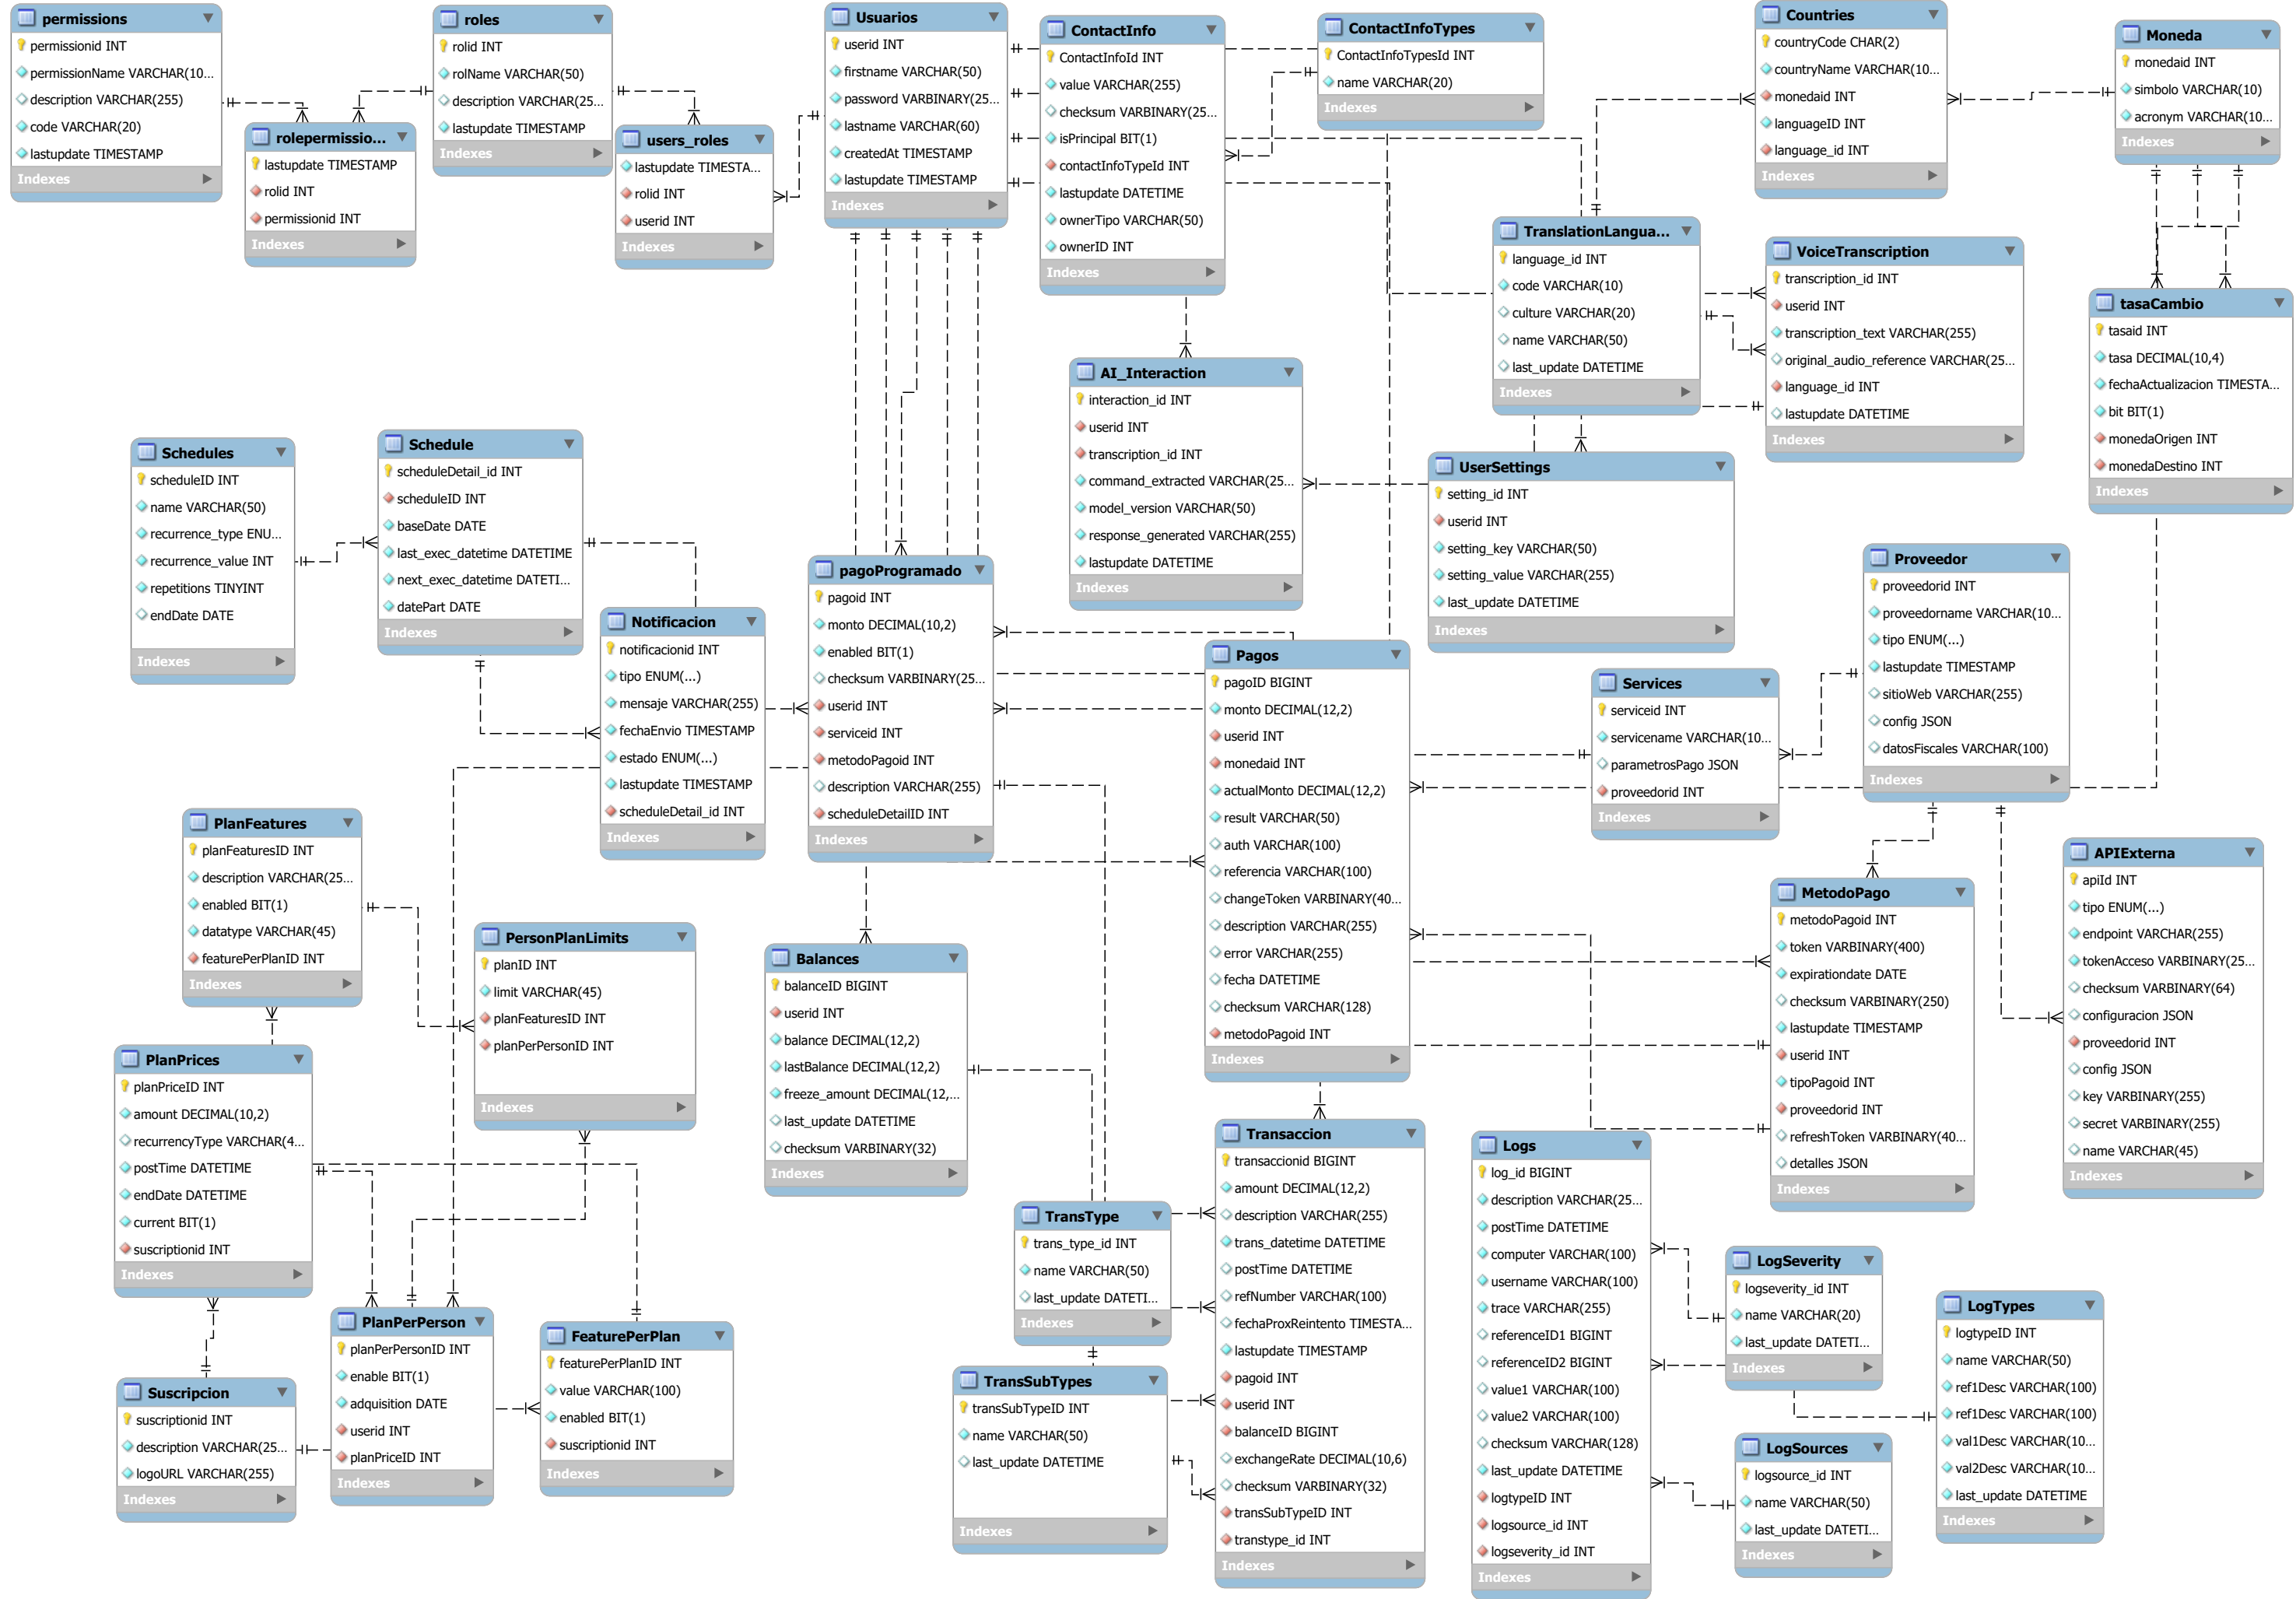 permissions
permissionid INT
permissionName VARCHAR(10...
description VARCHAR(255)
code VARCHAR(20)
lastupdate TIMESTAMP
Indexes
rolepermissio...
lastupdate TIMESTAMP
rolid INT
permissionid INT
Indexes
roles
rolid INT
rolName VARCHAR(50)
description VARCHAR(25...
lastupdate TIMESTAMP
Indexes
users_roles
lastupdate TIMESTA...
rolid INT
userid INT
Indexes
Usuarios
userid INT
firstname VARCHAR(50)
password VARBINARY(25...
lastname VARCHAR(60)
createdAt TIMESTAMP
lastupdate TIMESTAMP
Indexes
ContactInfo
ContactInfoId INT
value VARCHAR(255)
checksum VARBINARY(25...
isPrincipal BIT(1)
contactInfoTypeId INT
lastupdate DATETIME
ownerTipo VARCHAR(50)
ownerID INT
Indexes
ContactInfoTypes
ContactInfoTypesId INT
name VARCHAR(20)
Indexes
Countries
countryCode CHAR(2)
countryName VARCHAR(10...
monedaid INT
languageID INT
language_id INT
Indexes
Moneda
monedaid INT
simbolo VARCHAR(10)
acronym VARCHAR(10...
Indexes
TranslationLangua...
language_id INT
code VARCHAR(10)
culture VARCHAR(20)
name VARCHAR(50)
last_update DATETIME
Indexes
VoiceTranscription
transcription_id INT
userid INT
transcription_text VARCHAR(255)
original_audio_reference VARCHAR(25...
language_id INT
lastupdate DATETIME
Indexes
tasaCambio
tasaid INT
tasa DECIMAL(10,4)
fechaActualizacion TIMESTA...
bit BIT(1)
monedaOrigen INT
monedaDestino INT
Indexes
AI_Interaction
interaction_id INT
userid INT
transcription_id INT
command_extracted VARCHAR(25...
model_version VARCHAR(50)
response_generated VARCHAR(255)
lastupdate DATETIME
Indexes
UserSettings
setting_id INT
userid INT
setting_key VARCHAR(50)
setting_value VARCHAR(255)
last_update DATETIME
Indexes
Schedules
scheduleID INT
name VARCHAR(50)
recurrence_type ENU...
recurrence_value INT
repetitions TINYINT
endDate DATE
Indexes
Schedule
scheduleDetail_id INT
scheduleID INT
baseDate DATE
last_exec_datetime DATETIME
next_exec_datetime DATETI...
datePart DATE
Indexes
Notificacion
notificacionid INT
tipo ENUM(...)
mensaje VARCHAR(255)
fechaEnvio TIMESTAMP
estado ENUM(...)
lastupdate TIMESTAMP
scheduleDetail_id INT
Indexes
pagoProgramado
pagoid INT
monto DECIMAL(10,2)
enabled BIT(1)
checksum VARBINARY(25...
userid INT
serviceid INT
metodoPagoid INT
description VARCHAR(255)
scheduleDetailID INT
Indexes
Pagos
pagoID BIGINT
monto DECIMAL(12,2)
userid INT
monedaid INT
actualMonto DECIMAL(12,2)
result VARCHAR(50)
auth VARCHAR(100)
referencia VARCHAR(100)
changeToken VARBINARY(40...
description VARCHAR(255)
error VARCHAR(255)
fecha DATETIME
checksum VARCHAR(128)
metodoPagoid INT
Indexes
Services
serviceid INT
servicename VARCHAR(10...
parametrosPago JSON
proveedorid INT
Indexes
Proveedor
proveedorid INT
proveedorname VARCHAR(10...
tipo ENUM(...)
lastupdate TIMESTAMP
sitioWeb VARCHAR(255)
config JSON
datosFiscales VARCHAR(100)
Indexes
MetodoPago
metodoPagoid INT
token VARBINARY(400)
expirationdate DATE
checksum VARBINARY(250)
lastupdate TIMESTAMP
userid INT
tipoPagoid INT
proveedorid INT
refreshToken VARBINARY(40...
detalles JSON
Indexes
APIExterna
apiId INT
tipo ENUM(...)
endpoint VARCHAR(255)
tokenAcceso VARBINARY(25...
checksum VARBINARY(64)
configuracion JSON
proveedorid INT
config JSON
key VARBINARY(255)
secret VARBINARY(255)
name VARCHAR(45)
Indexes
PlanFeatures
planFeaturesID INT
description VARCHAR(25...
enabled BIT(1)
datatype VARCHAR(45)
featurePerPlanID INT
Indexes
PersonPlanLimits
planID INT
limit VARCHAR(45)
planFeaturesID INT
planPerPersonID INT
Indexes
Balances
balanceID BIGINT
userid INT
balance DECIMAL(12,2)
lastBalance DECIMAL(12,2)
freeze_amount DECIMAL(12,...
last_update DATETIME
checksum VARBINARY(32)
Indexes
PlanPrices
planPriceID INT
amount DECIMAL(10,2)
recurrencyType VARCHAR(4...
postTime DATETIME
endDate DATETIME
current BIT(1)
suscriptionid INT
Indexes
Suscripcion
suscriptionid INT
description VARCHAR(25...
logoURL VARCHAR(255)
Indexes
PlanPerPerson
planPerPersonID INT
enable BIT(1)
adquisition DATE
userid INT
planPriceID INT
Indexes
FeaturePerPlan
featurePerPlanID INT
value VARCHAR(100)
enabled BIT(1)
suscriptionid INT
Indexes
TransType
trans_type_id INT
name VARCHAR(50)
last_update DATETI...
Indexes
TransSubTypes
transSubTypeID INT
name VARCHAR(50)
last_update DATETIME
Indexes
Transaccion
transaccionid BIGINT
amount DECIMAL(12,2)
description VARCHAR(255)
trans_datetime DATETIME
postTime DATETIME
refNumber VARCHAR(100)
fechaProxReintento TIMESTA...
lastupdate TIMESTAMP
pagoid INT
userid INT
balanceID BIGINT
exchangeRate DECIMAL(10,6)
checksum VARBINARY(32)
transSubTypeID INT
transtype_id INT
Indexes
Logs
log_id BIGINT
description VARCHAR(25...
postTime DATETIME
computer VARCHAR(100)
username VARCHAR(100)
trace VARCHAR(255)
referenceID1 BIGINT
referenceID2 BIGINT
value1 VARCHAR(100)
value2 VARCHAR(100)
checksum VARCHAR(128)
last_update DATETIME
logtypeID INT
logsource_id INT
logseverity_id INT
Indexes
LogSeverity
logseverity_id INT
name VARCHAR(20)
last_update DATETI...
Indexes
LogSources
logsource_id INT
name VARCHAR(50)
last_update DATETI...
Indexes
LogTypes
logtypeID INT
name VARCHAR(50)
ref1Desc VARCHAR(100)
ref1Desc VARCHAR(100)
val1Desc VARCHAR(10...
val2Desc VARCHAR(10...
last_update DATETIME
Indexes